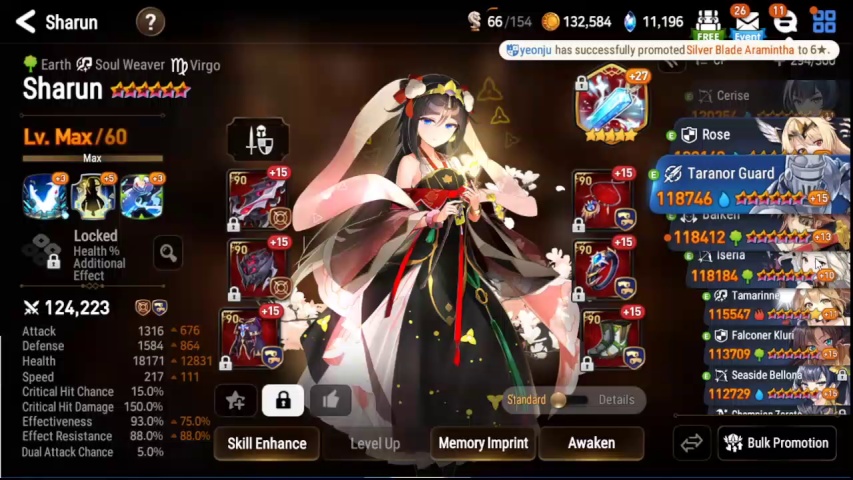 Sharun
?
66/154
132,584
11,196
FREE
26
Event
11
yeonju has successfully promoted Silver Blade Aramintha to 6★.
Earth Soul Weaver Virgo
Sharun
Lv. Max/60
Max
+3
+5
+3
Locked
Health %
Additional
Effect
124,223
Attack 1316 676
Defense 1584 864
Health 18171 12831
Speed 217 111
Critical Hit Chance 15.0%
Critical Hit Damage 150.0%
Effectiveness 93.0% 75.0%
Effect Resistance 88.0% 88.0%
Dual Attack Chance 5.0%
90 +15
90 +15
90 +15
+27
90 +15
90 +15
90 +15
Standard
Details
Skill Enhance
Level Up
Memory Imprint
Awaken
Bulk Promotion
Cerise
E Rose
E Taranor Guard
118746
+15
118412
+13
Iseria
118184
+10
E Tamarinne
115547
+11
E
Falconer Kluri
113709
+15
E Seaside Bellona
112729
+15